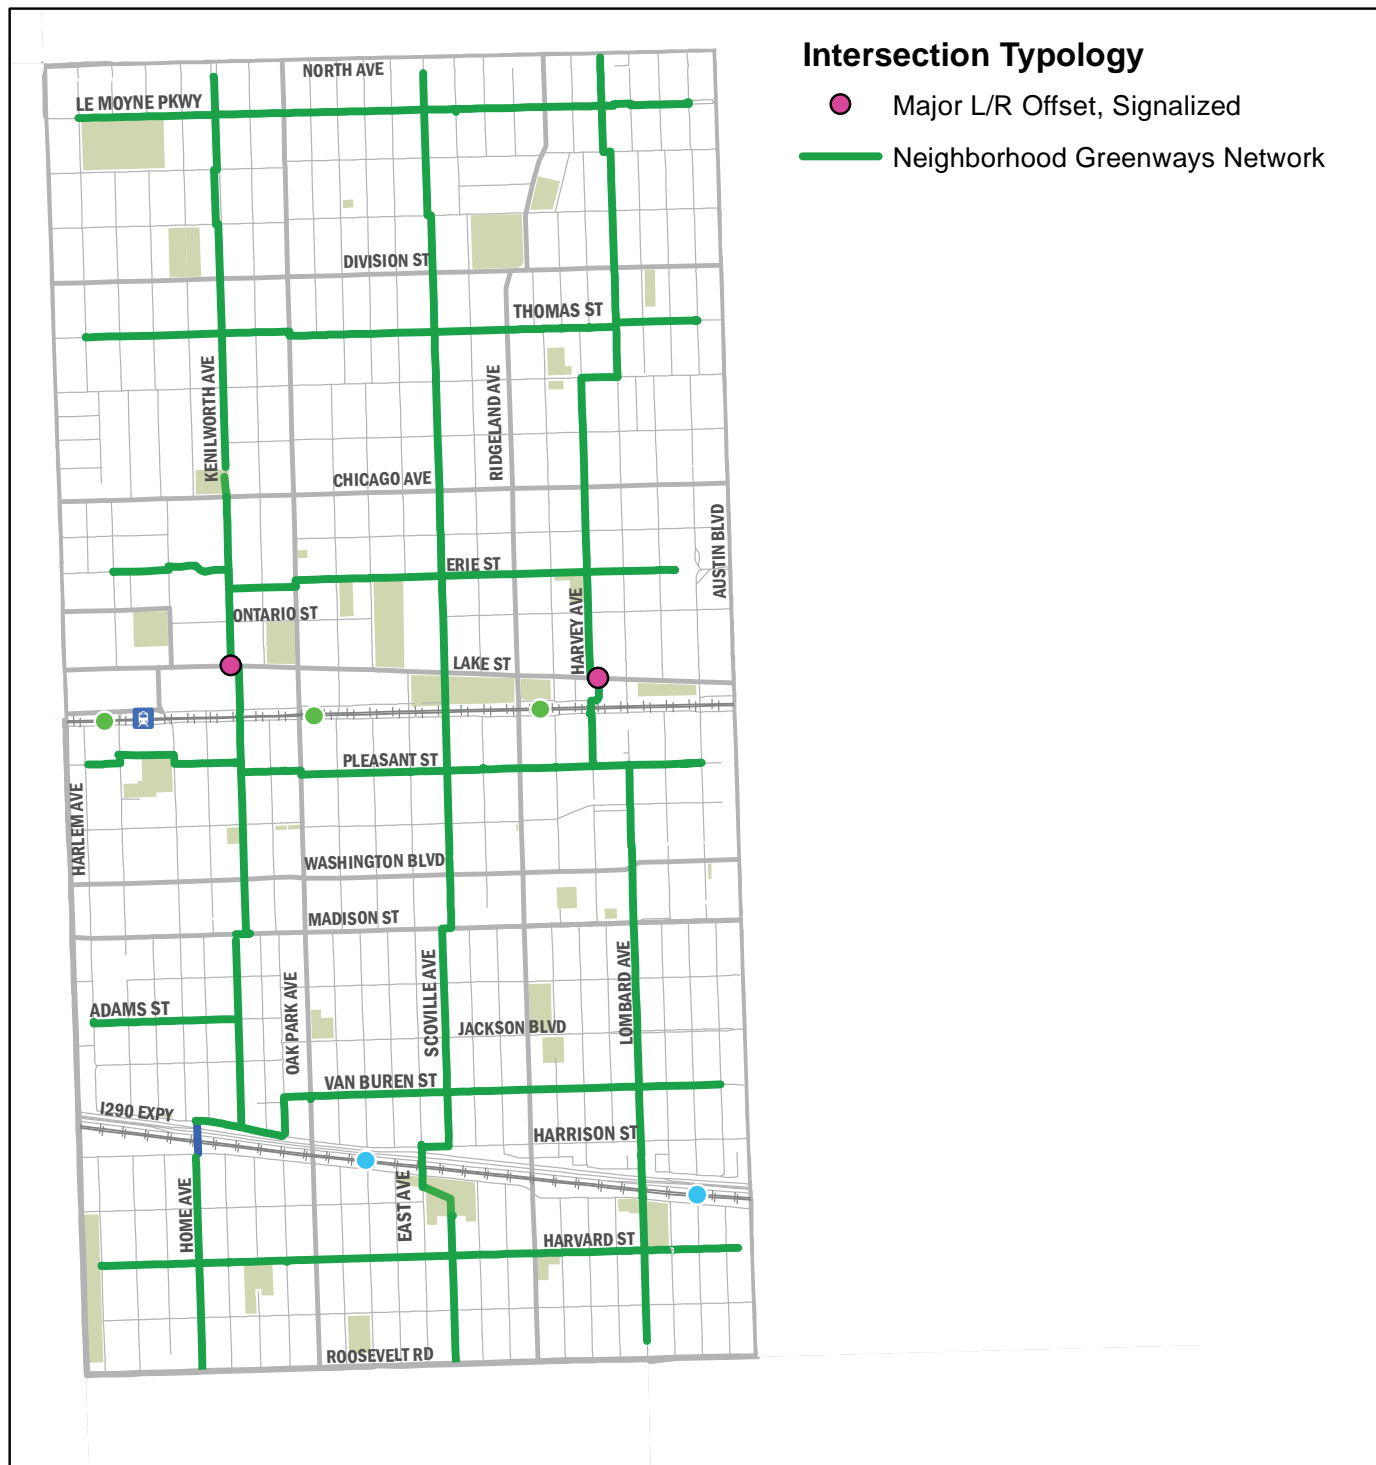 Intersection Typology
Major L/R Offset, Signalized
Neighborhood Greenways Network
NORTH AVE
LE MOYNE PKWY
DIVISION ST
THOMAS ST
KENILWORTH AVE
RIDGELAND AVE
CHICAGO AVE
AUSTIN BLVD
ERIE ST
ONTARIO ST
HARVEY AVE
LAKE ST
PLEASANT ST
HARLEM AVE
WASHINGTON BLVD
MADISON ST
ADAMS ST
OAK PARK AVE
SCOVILLE AVE
JACKSON BLVD
LOMBARD AVE
VAN BUREN ST
I290 EXPY
HARRISON ST
HOME AVE
EAST AVE
HARVARD ST
ROOSEVELT RD